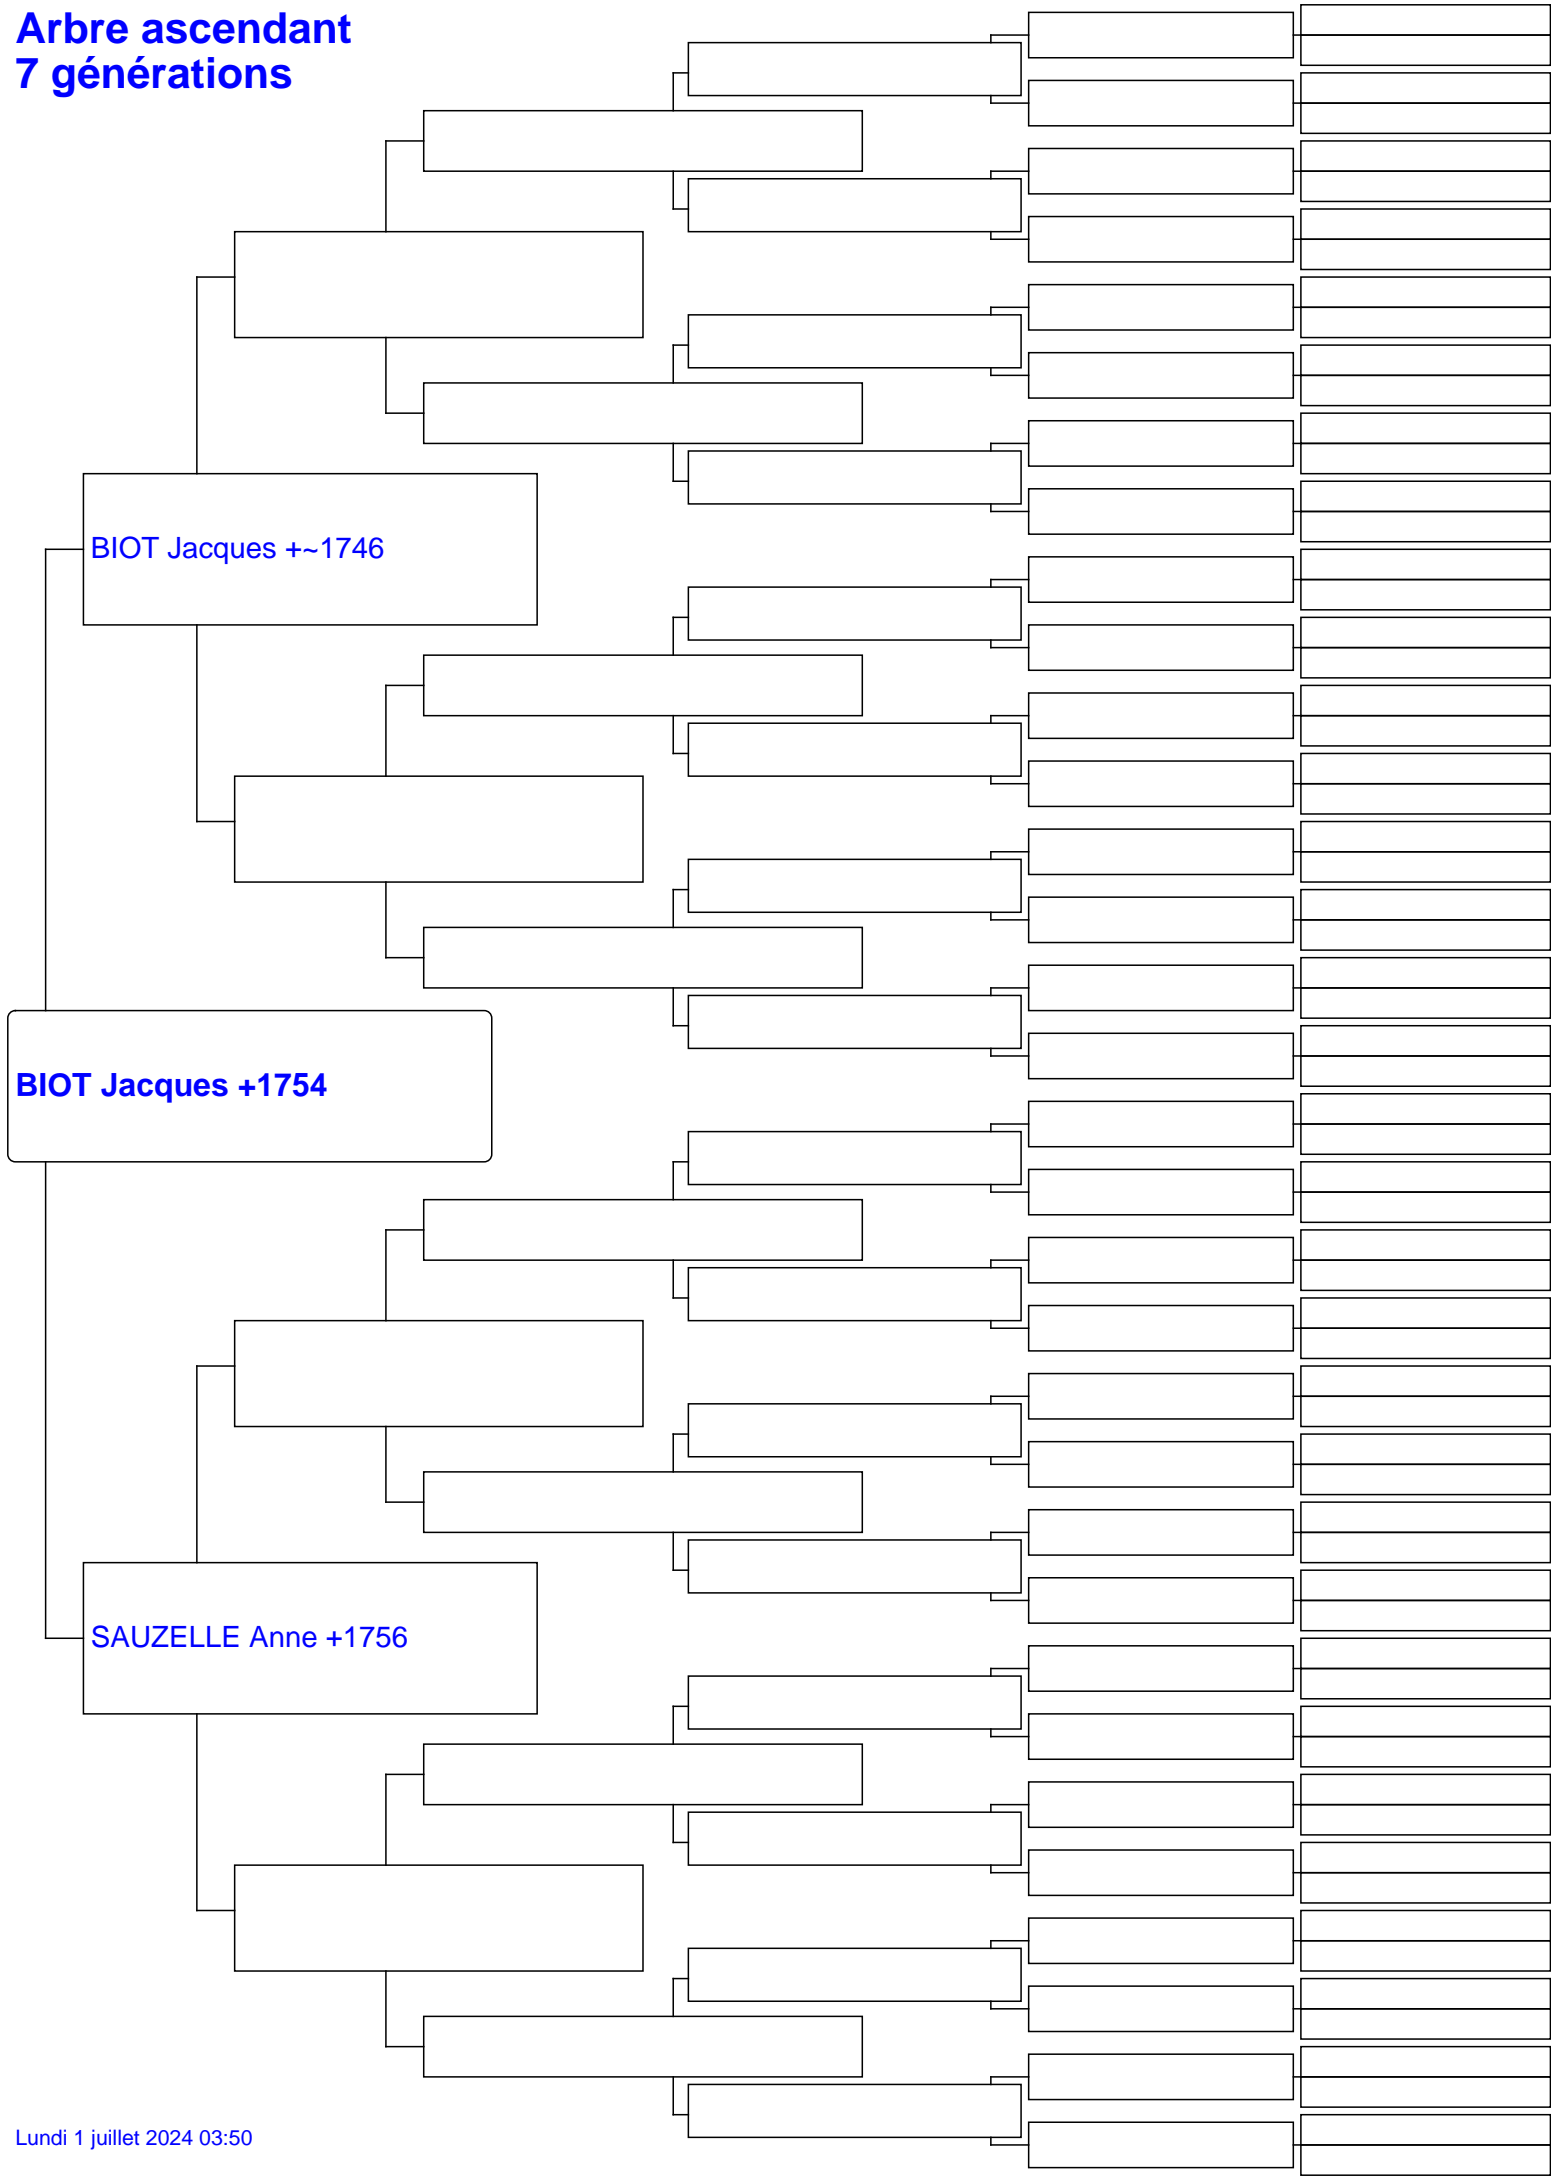 Arbre ascendant
7 générations
BIOT Jacques +~1746
BIOT Jacques +1754
SAUZELLE Anne +1756
Lundi 1 juillet 2024 03:50